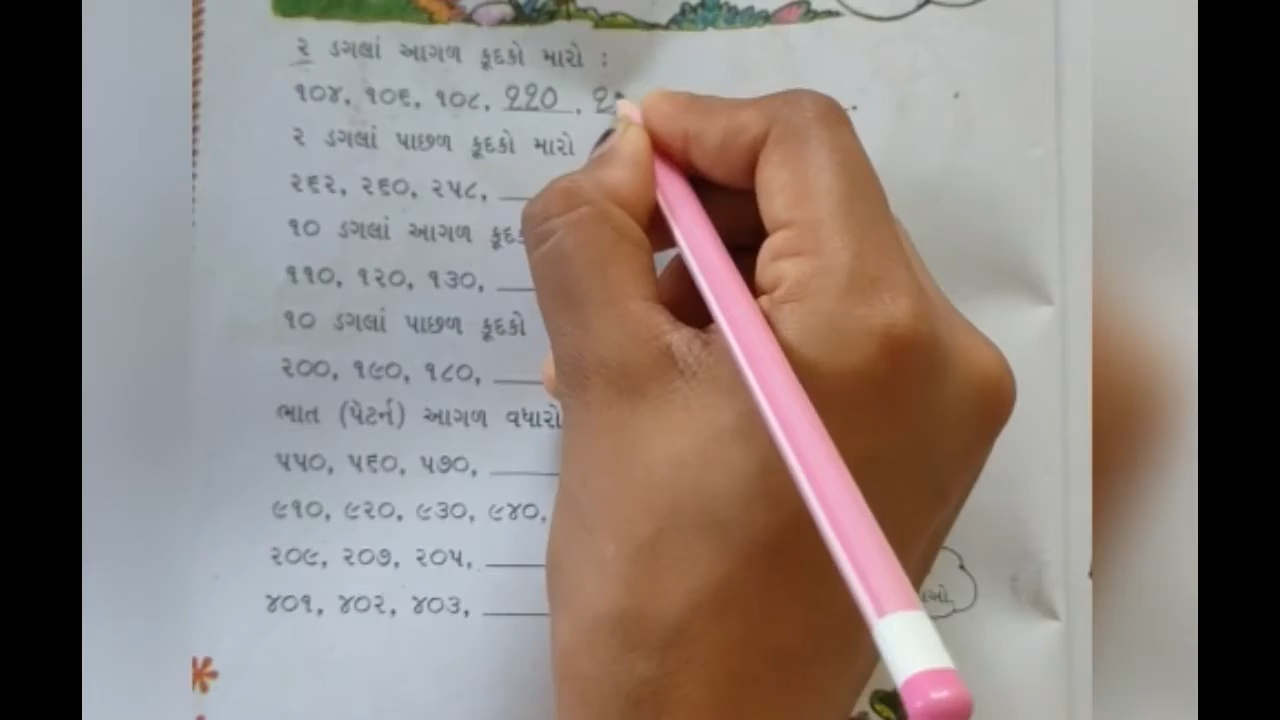 ૨ ડગલાં આગળ કૂદકો મારો :
૧૦૪, ૧૦૬, ૧૦૮, ૧૧૦,
૨ ડગલાં પાછળ કૂદકો મારો
૨૬૨, ૨૬૦, ૨૫૮,
૧૦ ડગલાં આગળ
૧૧૦, ૧૨૦, ૧૩૦,
૧૦ ડગલાં પાછળ કૂદકો
૨૦૦, ૧૯૦, ૧૮૦,
ભાત (પેટર્ન) આગળ વધારો
૫૫૦, ૫૬૦, ૫૭૦,
૯૧૦, ૯૨૦, ૯૩૦, ૯૪૦,
૨૦૯, ૨૦૭, ૨૦૫,
૪૦૧, ૪૦૨, ૪૦૩,